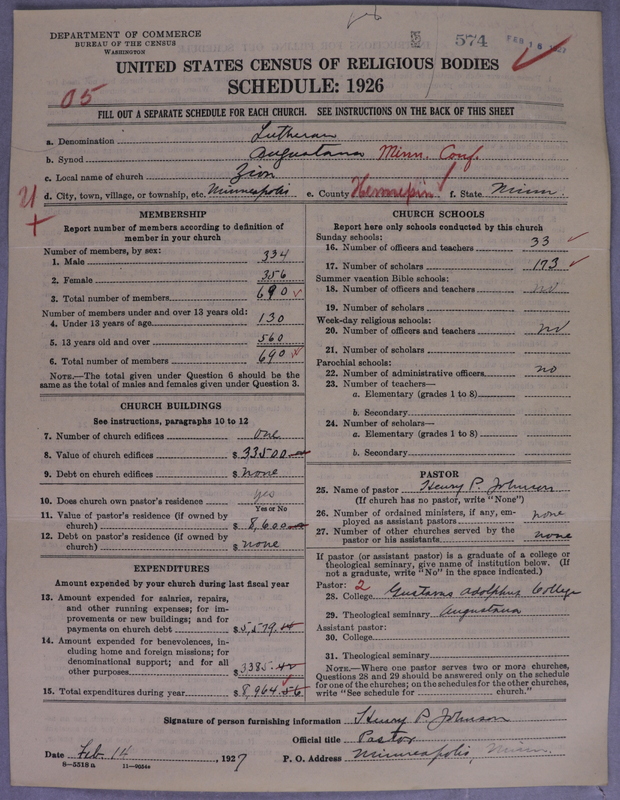 DEPARTMENT OF COMMERCE
BUREAU OF THE CENSUS
WASHINGTON
574
FEB 16 1927
UNITED STATES CENSUS OF RELIGIOUS BODIES
SCHEDULE: 1926
05
FILL OUT A SEPARATE SCHEDULE FOR EACH CHURCH. SEE INSTRUCTIONS ON THE BACK OF THIS SHEET
a. Denomination Lutheran
b. Synod Augustana Minn. Conf.
c. Local name of church Zion
d. City, town, village, or township, etc. Minneapolis e. County Hennepin f. State Minn.
MEMBERSHIP
Report number of members according to definition of
member in your church
Number of members, by sex:
1. Male 334
2. Female 356
3. Total number of members 690
Number of members under and over 13 years old:
4. Under 13 years of age 130
5. 13 years old and over 560
6. Total number of members 690
NOTE.—The total given under Question 6 should be
same as the total of males and females given under Question 3.
CHURCH BUILDINGS
See instructions, paragraphs 10 to 12
7. Number of church edifices one
8. Value of church edifices $33500
9. Debt on church edifices $none
10. Does church own pastor's residence yes
Yes or No
11. Value of pastor's residence (if owned by
church) $8,600
12. Debt on pastor's residence (if owned by
church) $none
EXPENDITURES
Amount expended by your church during last fiscal year
13. Amount expended for salaries, repairs,
and other running expenses; for im-
provements or new buildings; and for
payments on church debt $5,579.
14. Amount expended for benevolences, in-
cluding home and foreign missions; for
denominational support; and for all
other purposes $3385.
15. Total expenditures during year $8,964.56
CHURCH SCHOOLS
Report here only schools conducted by this church
Sunday schools:
16. Number of officers and teachers 33
17. Number of scholars 173
Summer vacation Bible schools:
18. Number of officers and teachers no
19. Number of scholars
Week-day religious schools:
20. Number of officers and teachers no
21. Number of scholars
Parochial schools:
22. Number of administrative officers no
23. Number of teachers—
a. Elementary (grades 1 to 8)
b. Secondary
24. Number of scholars—
a. Elementary (grades 1 to 8)
b. Secondary
PASTOR
25. Name of pastor Henry P. Johnson
(If church has no pastor, write "None")
26. Number of ordained ministers, if any, em-
ployed as assistant pastors none
27. Number of other churches served by the
pastor or his assistants none
If pastor (or assistant pastor) is a graduate of a college or
theological seminary, give name of institution below. (If
not a graduate, write "No" in the space indicated.)
Pastor: 2
28. College Gustavus Adolphus College
29. Theological seminary Augustana
Assistant pastor:
30. College
31. Theological seminary
NOTE.—Where one pastor serves two or more churches,
Questions 28 and 29 should be answered only on the schedule
for one of the churches; on the schedules for the other churches,
write "See schedule for church."
Signature of person furnishing information Henry P. Johnson
Official title Pastor
Date Feb 14, 1927 P. O. Address Minneapolis, Minn.
8—5518a 11—9034